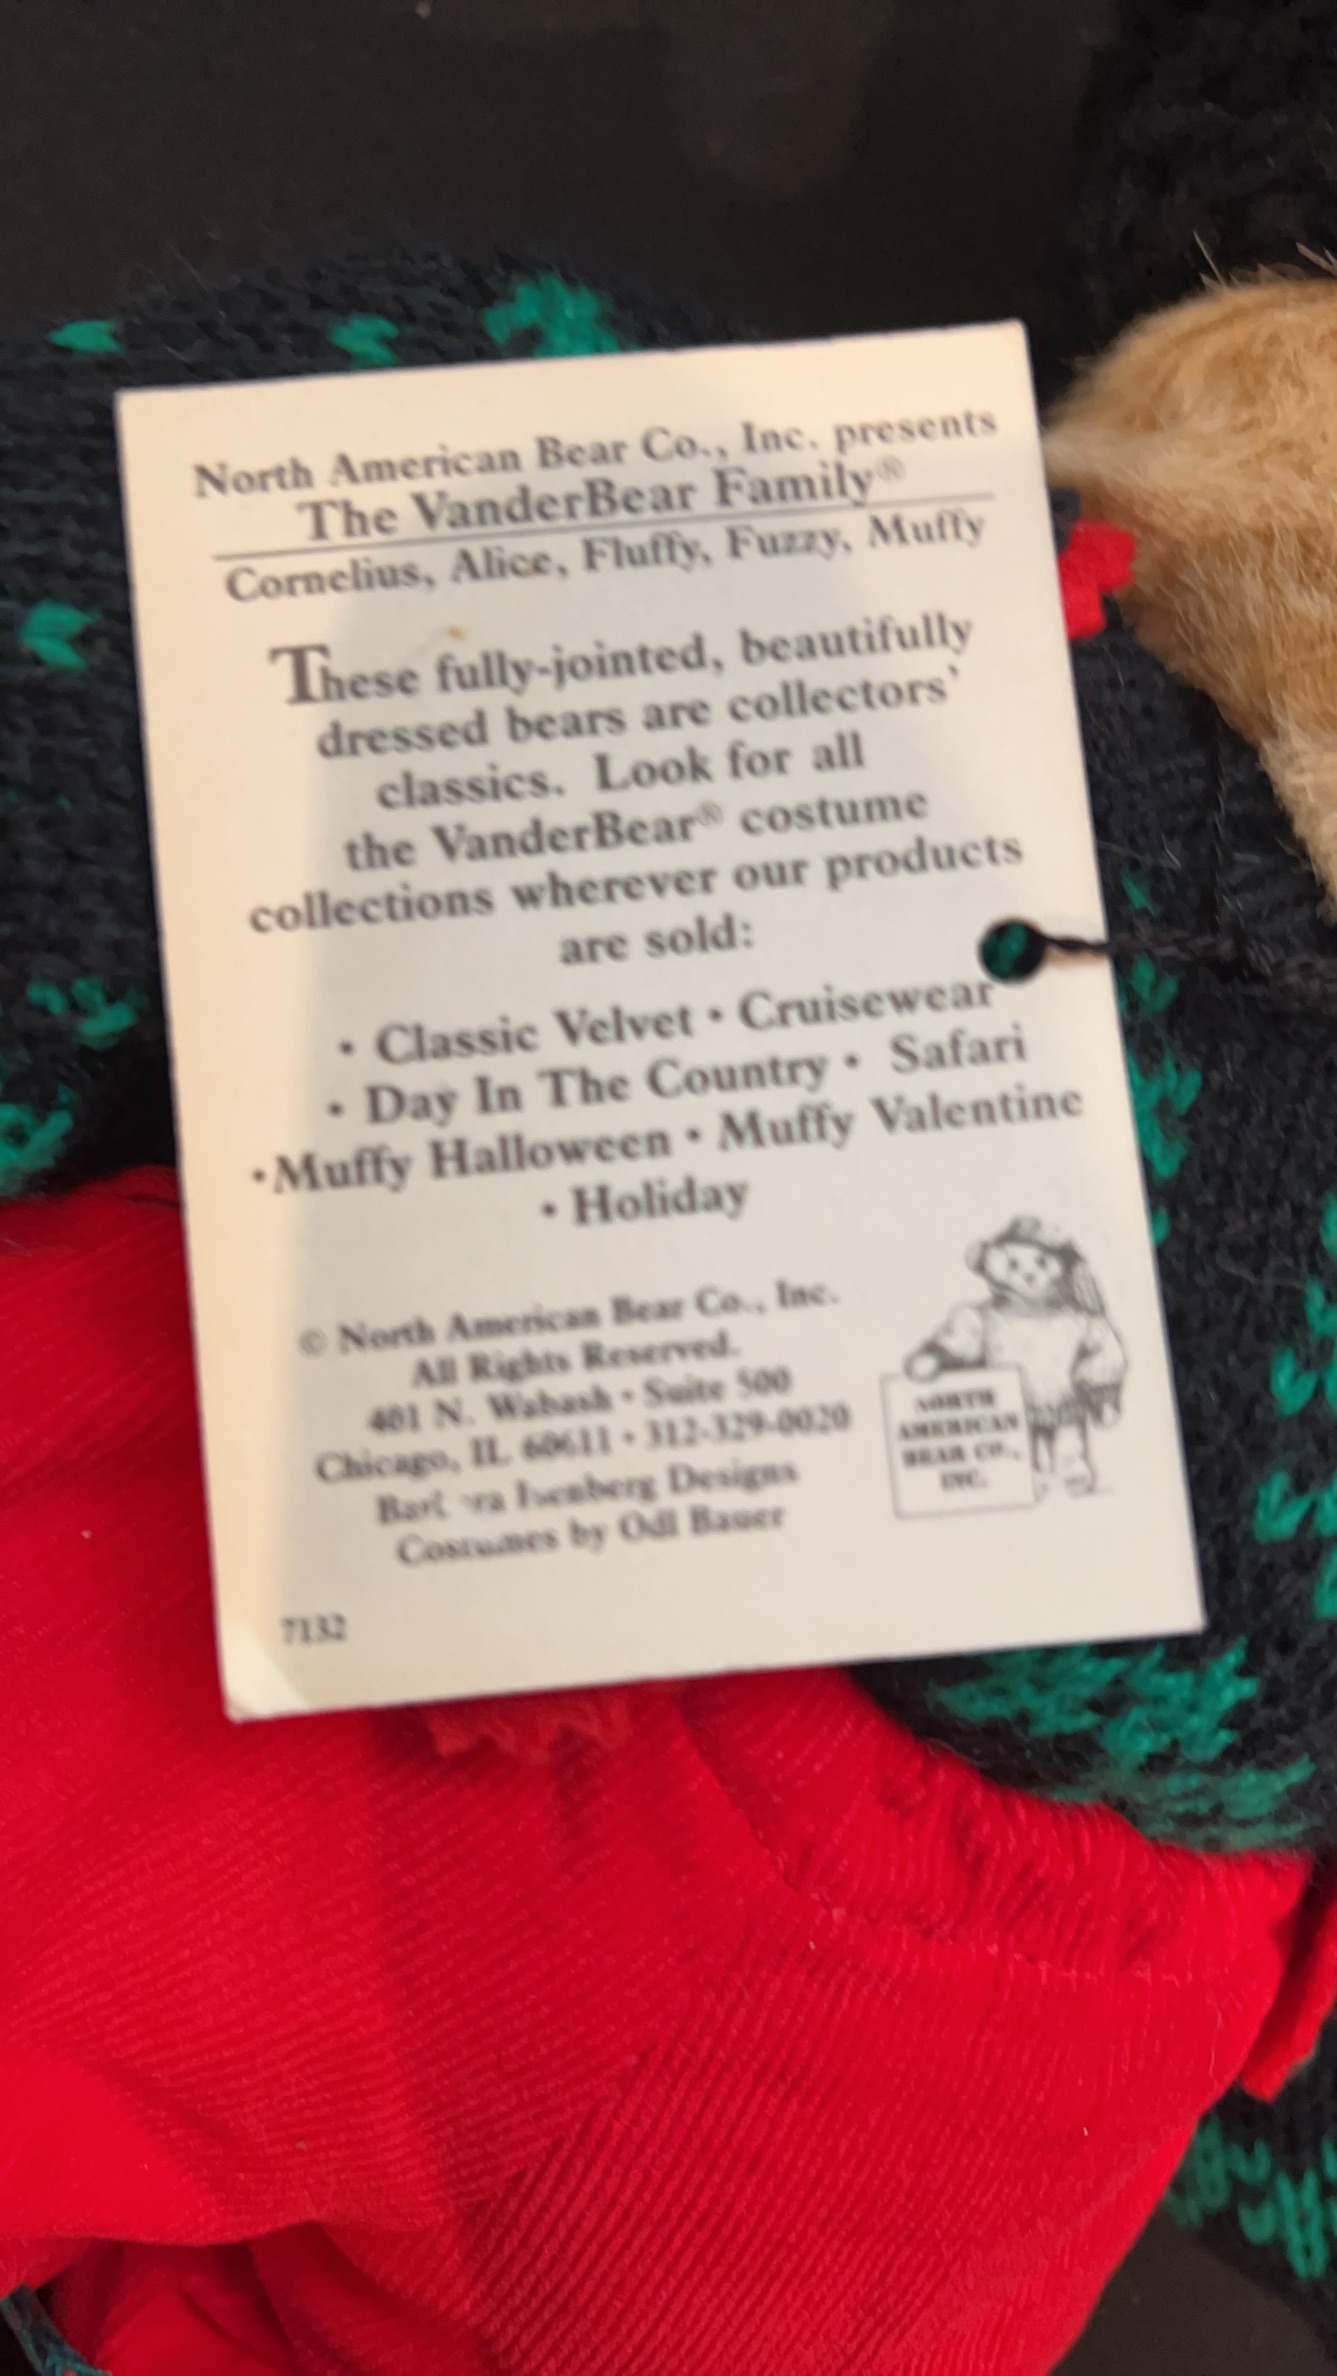 North American Bear Co., Inc. presents
The VanderBear Family®
Cornelius, Alice, Fluffy, Fuzzy, Muffy
These fully-jointed, beautifully
dressed bears are collectors'
classics. Look for all
the VanderBear® costume
collections wherever our products
are sold:
• Classic Velvet • Cruisewear
• Day In The Country • Safari
•Muffy Halloween • Muffy Valentine
• Holiday
© North American Bear Co., Inc.
All Rights Reserved.
401 N. Wabash • Suite 500
Chicago, IL 60611 • 312-329-0020
Barbara Isenberg Designs
Costumes by Odl Bauer
NORTH
AMERICAN
BEAR CO.,
INC.
7132